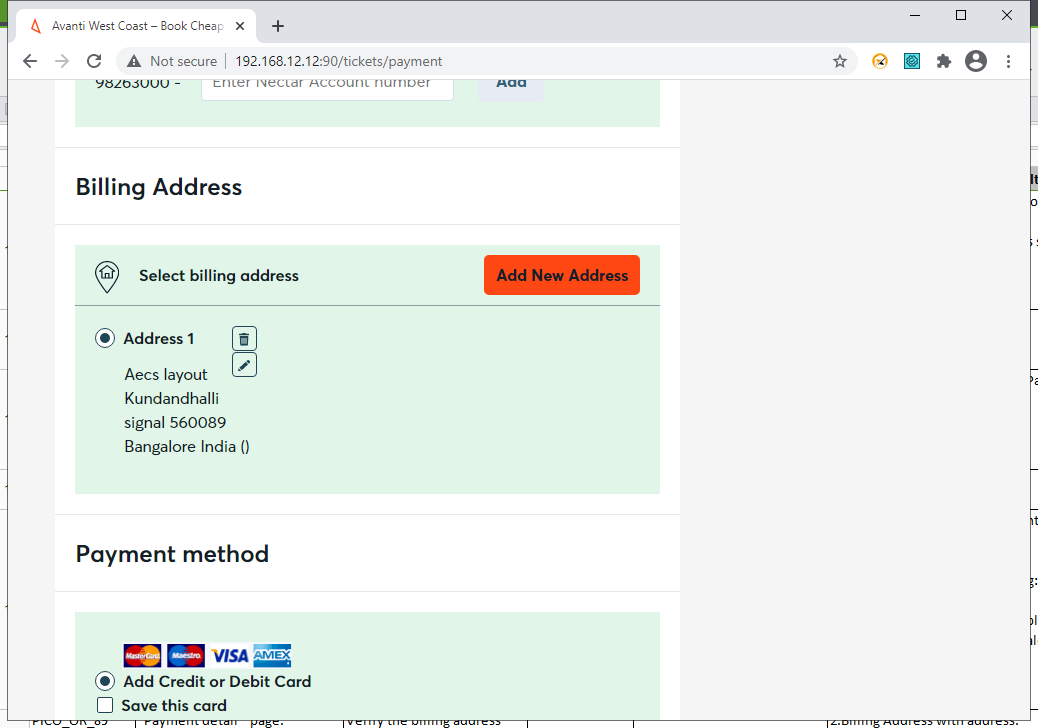 Avanti West Coast – Book Cheap
Not secure
192.168.12.12:90/tickets/payment
98263000 -
Enter Nectar Account number
Add
Billing Address
Select billing address
Add New Address
Address 1
Aecs layout
Kundandhalli
signal 560089
Bangalore India ()
Payment method
MasterCard
Maestro
VISA
AMEX
Add Credit or Debit Card
Save this card
PICO_OR_89
Payment detail
page.
Verify the billing address
2.Billing Address with address.